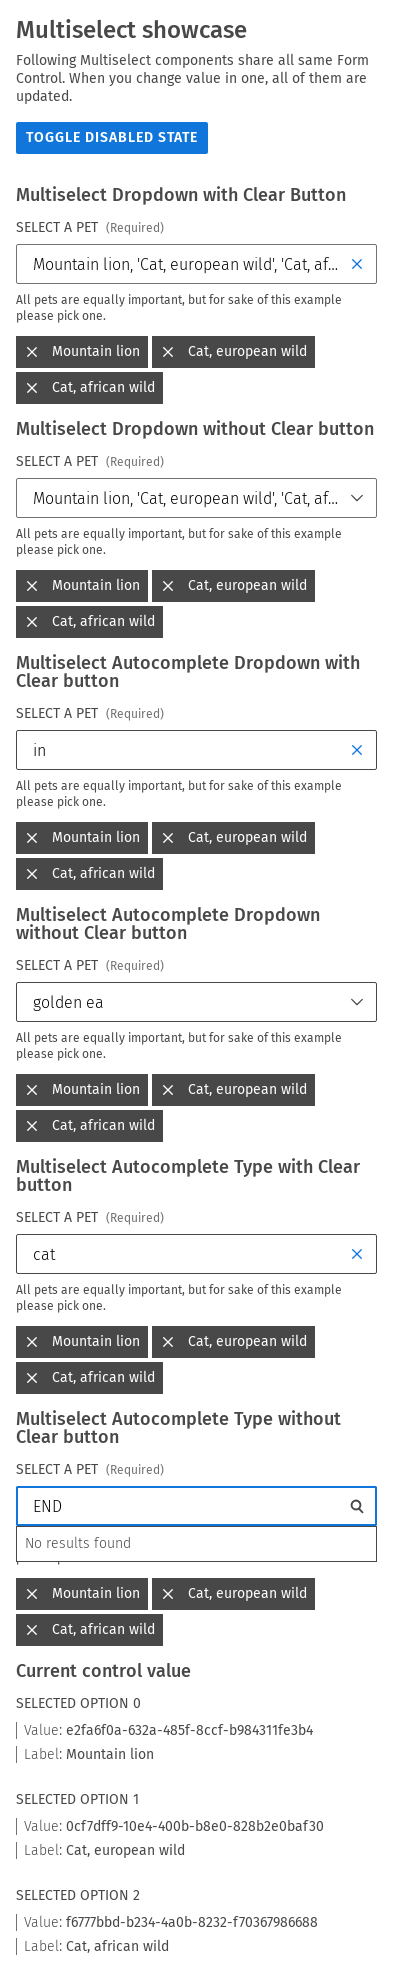 Multiselect showcase
Following Multiselect components share all same Form
Control. When you change value in one, all of them are
updated.
TOGGLE DISABLED STATE
Multiselect Dropdown with Clear Button
SELECT A PET (Required)
Mountain lion, 'Cat, european wild', 'Cat, af...
All pets are equally important, but for sake of this example
please pick one.
Mountain lion Cat, european wild
Cat, african wild
Multiselect Dropdown without Clear button
SELECT A PET (Required)
Mountain lion, 'Cat, european wild', 'Cat, af...
All pets are equally important, but for sake of this example
please pick one.
Mountain lion Cat, european wild
Cat, african wild
Multiselect Autocomplete Dropdown with
Clear button
SELECT A PET (Required)
in
All pets are equally important, but for sake of this example
please pick one.
Mountain lion Cat, european wild
Cat, african wild
Multiselect Autocomplete Dropdown
without Clear button
SELECT A PET (Required)
golden ea
All pets are equally important, but for sake of this example
please pick one.
Mountain lion Cat, european wild
Cat, african wild
Multiselect Autocomplete Type with Clear
button
SELECT A PET (Required)
cat
All pets are equally important, but for sake of this example
please pick one.
Mountain lion Cat, european wild
Cat, african wild
Multiselect Autocomplete Type without
Clear button
SELECT A PET (Required)
END
No results found
Mountain lion Cat, european wild
Cat, african wild
Current control value
SELECTED OPTION 0
Value: e2fa6f0a-632a-485f-8ccf-b984311fe3b4
Label: Mountain lion
SELECTED OPTION 1
Value: 0cf7dff9-10e4-400b-b8e0-828b2e0baf30
Label: Cat, european wild
SELECTED OPTION 2
Value: f6777bbd-b234-4a0b-8232-f70367986688
Label: Cat, african wild